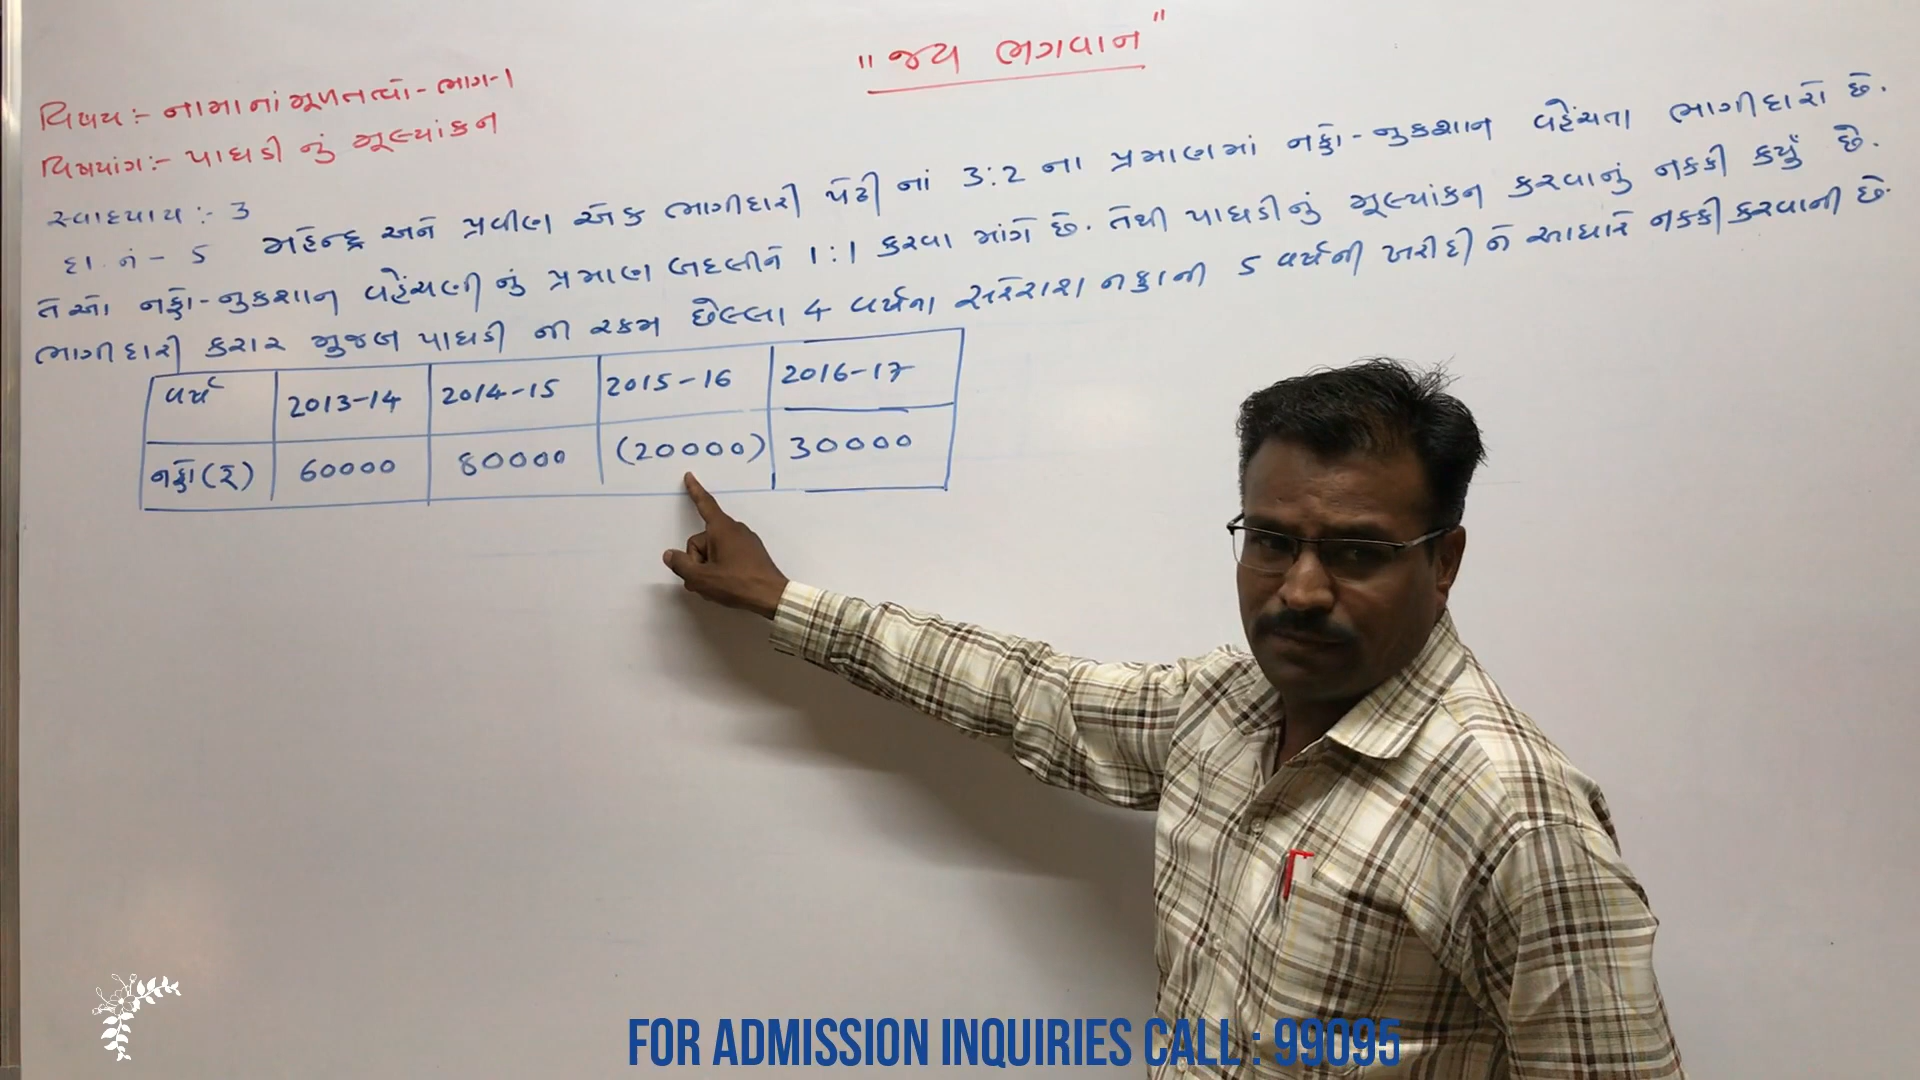 "જય ભગવાન"
વિષય:- નામાનાં મૂળતત્વો- ભાગ-1
વિષયાંગ:- પાઘડી નું મૂલ્યાંકન
સ્વાધ્યાય:- 3
દા. નં - 5 મહેન્દ્ર અને પ્રવીણ એક ભાગીદારી પેઢી નાં 3:2 ના પ્રમાણમાં નફો-નુકશાન વહેંચતા ભાગીદારો છે.
તેઓ નફો-નુકશાન વહેંચણી નું પ્રમાણ બદલીને 1:1 કરવા માંગે છે. તેથી પાઘડીનું મૂલ્યાંકન કરવાનું નક્કી કર્યું છે.
ભાગીદારી કરાર મુજબ પાઘડી ની રકમ છેલ્લા 4 વર્ષના સરેરાશ નફાની 5 વર્ષની ખરીદી ને આધારે નક્કી કરવાની છે.
વર્ષ 2013-14 2014-15 2015-16 2016-17
નફો(રૂ) 60000 80000 (20000) 30000
FOR ADMISSION INQUIRIES CALL : 99095